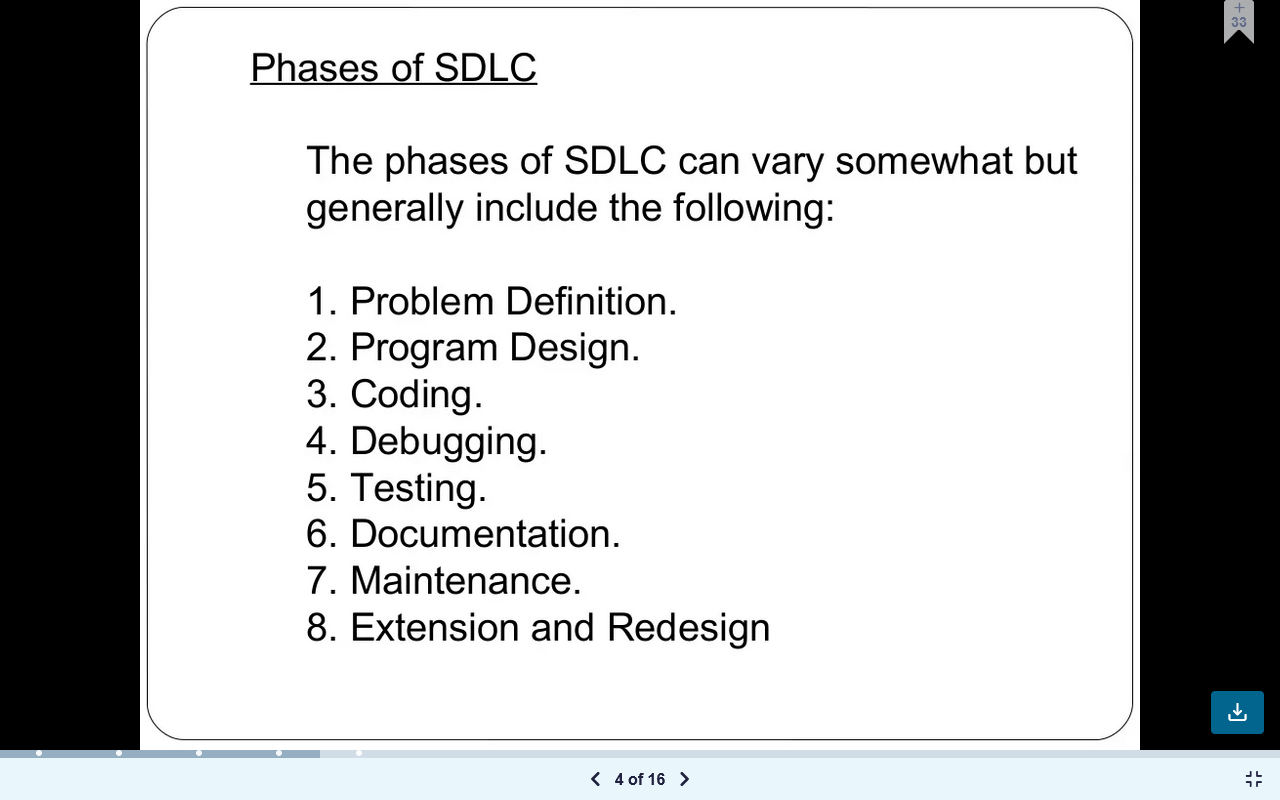 +
33
Phases of SDLC
The phases of SDLC can vary somewhat but
generally include the following:
1. Problem Definition.
2. Program Design.
3. Coding.
4. Debugging.
5. Testing.
6. Documentation.
7. Maintenance.
8. Extension and Redesign
4 of 16